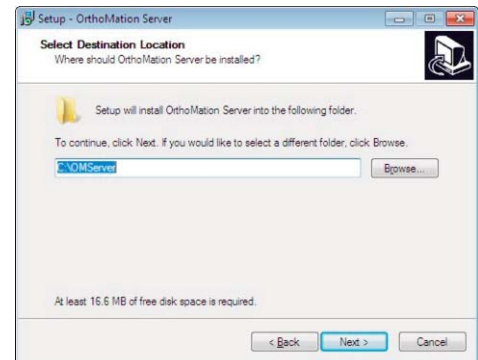 Setup - OrthoMation Server
Select Destination Location
Where should OrthoMation Server be installed?
Setup will install OrthoMation Server into the following folder.
To continue, click Next. If you would like to select a different folder, click Browse.
C:\OMServer
Browse...
At least 16.6 MB of free disk space is required.
< Back
Next >
Cancel